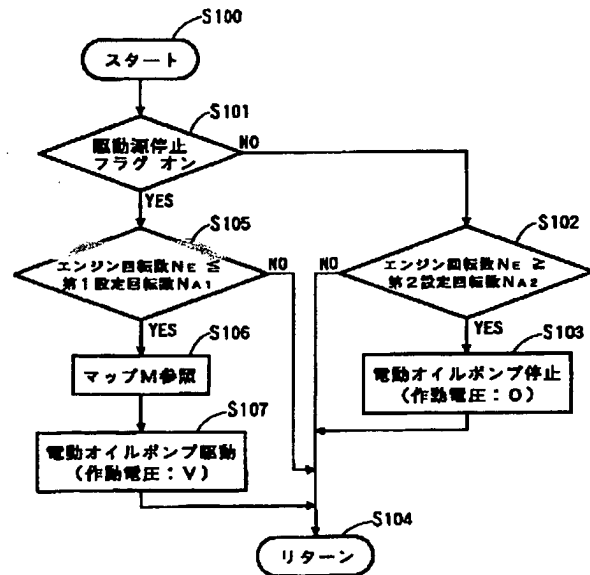 S100
スタート
S101
駆動源停止
フラグ オン
NO
YES
S105
エンジン回転数NE ≦
第1設定回転数NA1
NO
YES
S102
エンジン回転数NE ≧
第2設定回転数NA2
NO
YES
S106
マップM参照
S103
電動オイルポンプ停止
(作動電圧:0)
S107
電動オイルポンプ駆動
(作動電圧:V)
S104
リターン